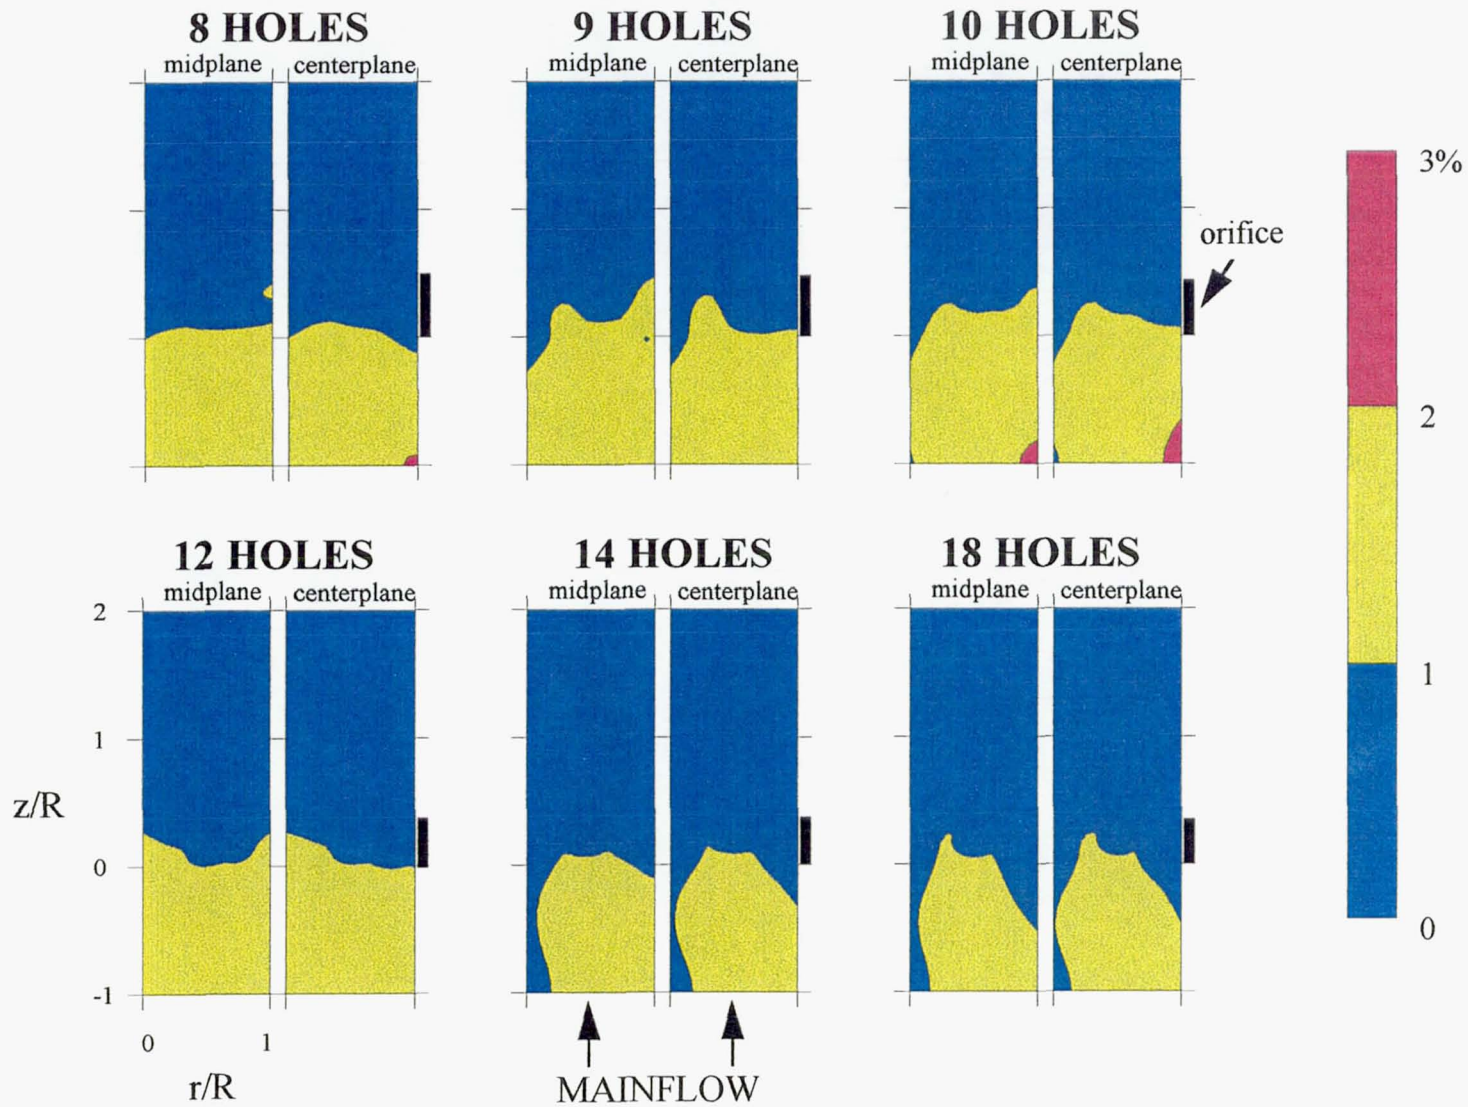 8 HOLES
midplane centerplane
9 HOLES
midplane centerplane
10 HOLES
midplane centerplane
orifice
3%
2
1
0
12 HOLES
midplane centerplane
14 HOLES
midplane centerplane
18 HOLES
midplane centerplane
2
1
z/R
0
-1
0 1
r/R
MAINFLOW